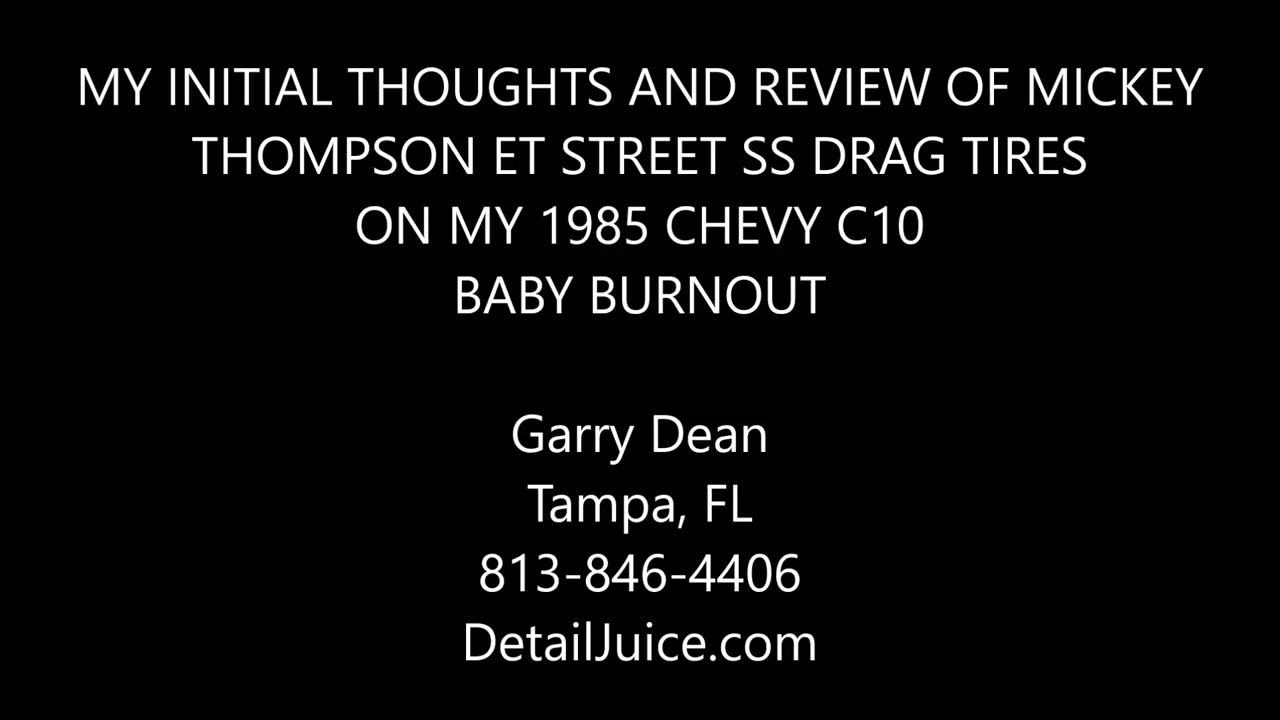 MY INITIAL THOUGHTS AND REVIEW OF MICKEY
THOMPSON ET STREET SS DRAG TIRES
ON MY 1985 CHEVY C10
BABY BURNOUT
Garry Dean
Tampa, FL
813-846-4406
DetailJuice.com